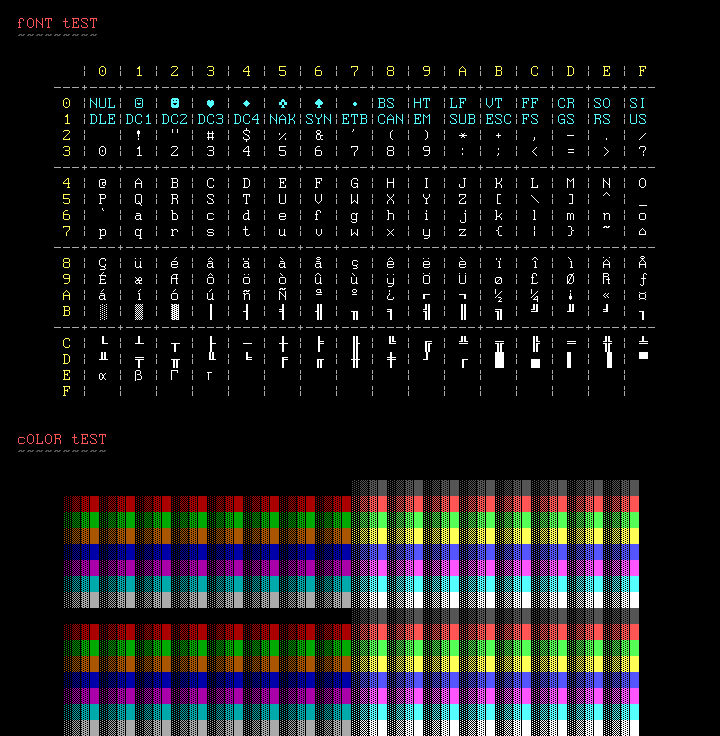 fONT tEST
~~~~~~~~~
0 1 2 3 4 5 6 7 8 9 A B C D E F
0 NUL ☺ ☻ ♥ ♦ ♣ ♠ • BS HT LF VT FF CR SO SI
1 DLE DC1 DC2 DC3 DC4 NAK SYN ETB CAN EM SUB ESC FS GS RS US
2 ! " # $ % & ' ( ) * + , - . /
3 0 1 2 3 4 5 6 7 8 9 : ; < = > ?
4 @ A B C D E F G H I J K L M N O
5 P Q R S T U V W X Y Z [ \ ] ^ _
6 ` a b c d e f g h i j k l m n o
7 p q r s t u v w x y z { | } ~ ⌂
8 Ç ü é â ä à å ç ê ë è ï î ì Ä Å
9 É æ Æ ô ö ò û ù ÿ Ö Ü ø £ Ø ₧ ƒ
A á í ó ú ñ Ñ ª º ¿ ⌐ ¬ ½ ¼ ¡ « ¤
B ░ ▒ ▓ │ ┤ ╡ ╢ ╖ ╕ ╣ ║ ╗ ╝ ╜ ╛ ┐
C └ ┴ ┬ ├ ─ ┼ ╞ ╟ ╚ ╔ ╩ ╦ ╠ ═ ╬ ╧
D ╨ ╤ ╥ ╙ ╘ ╒ ╓ ╫ ╪ ┘ ┌ █ ▄ ▌ ▐ ▀
E α ß Γ
F
cOLOR tEST
~~~~~~~~~~